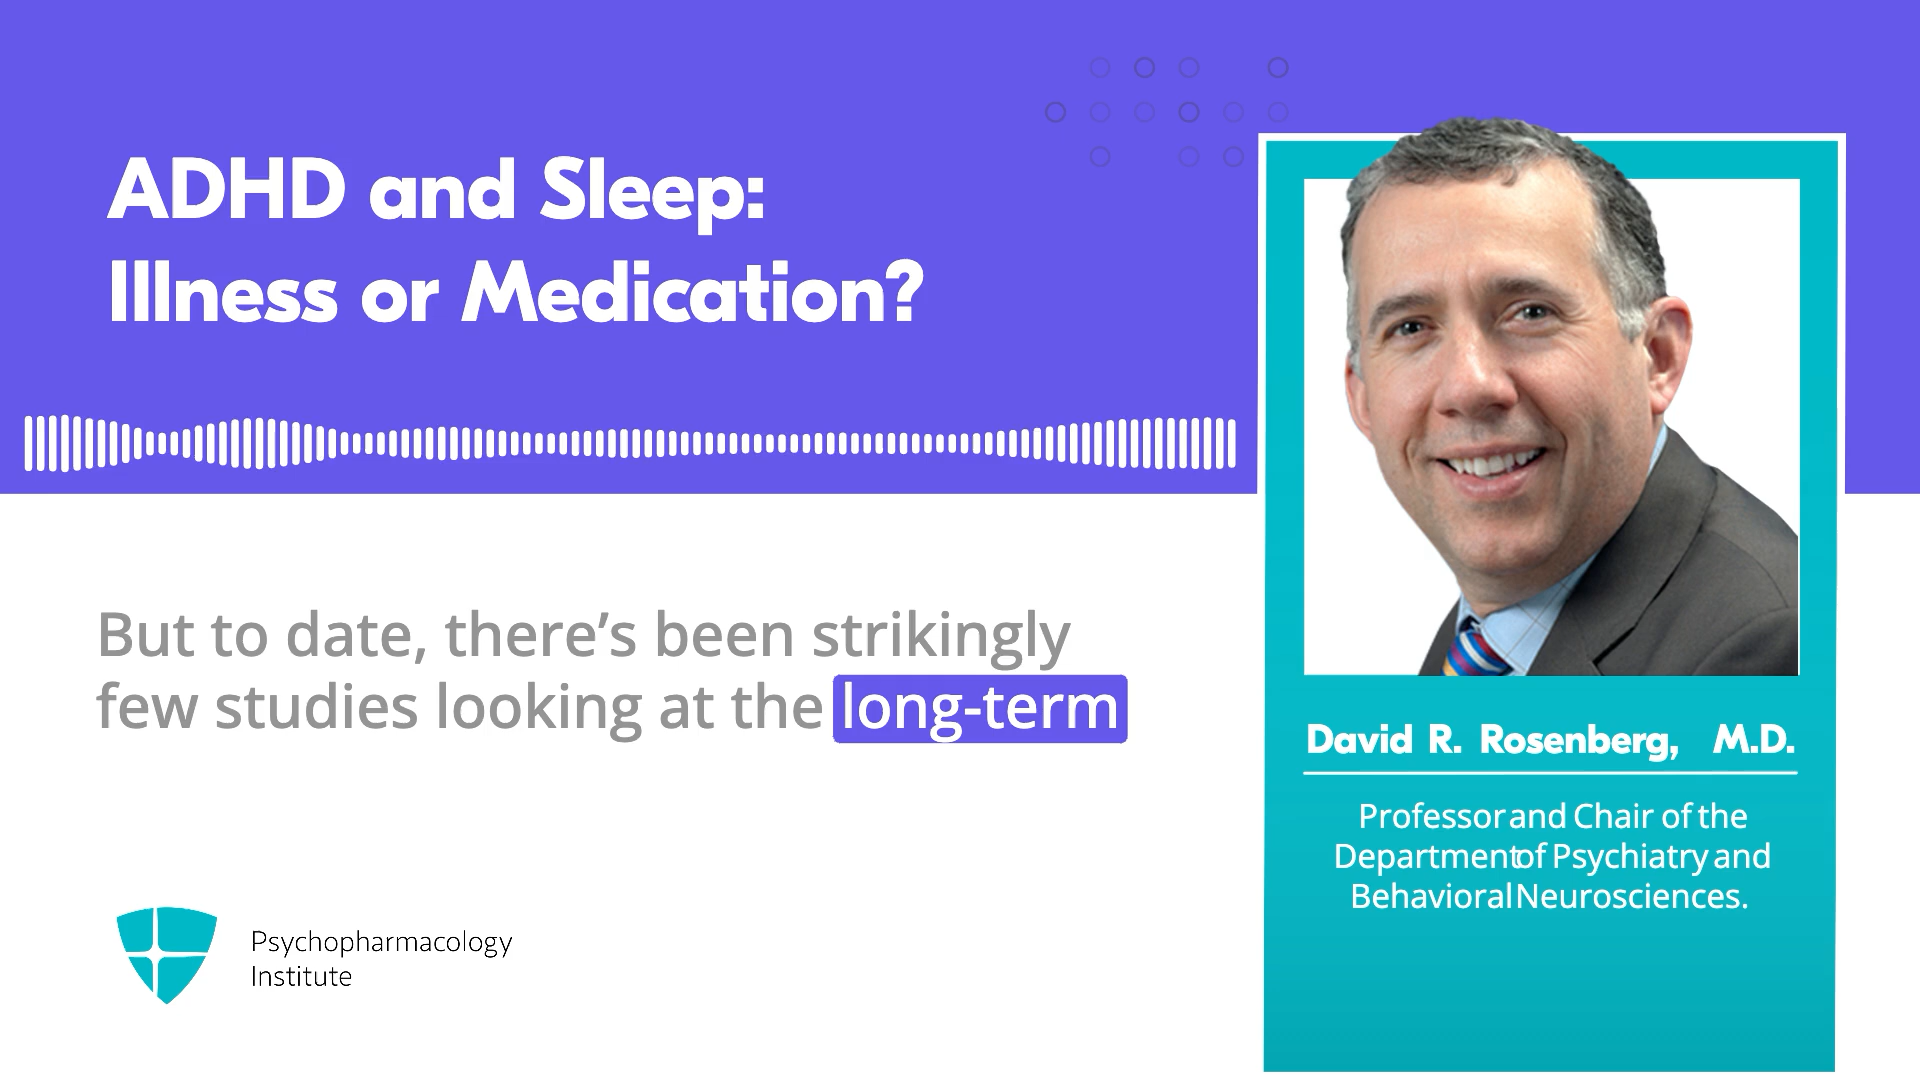 ADHD and Sleep:
Illness or Medication?
But to date, there’s been strikingly
few studies looking at the long-term
David R. Rosenberg, M.D.
Professor and Chair of the
Department of Psychiatry and
Behavioral Neurosciences.
Psychopharmacology
Institute